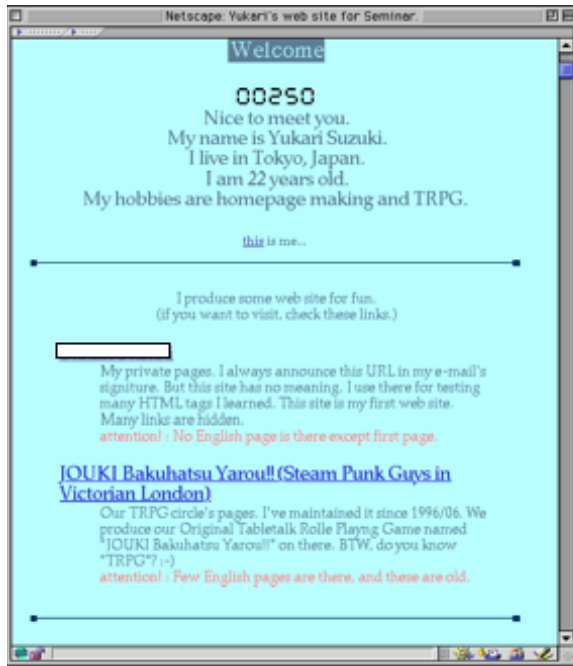 Netscape: Yukari's web site for Seminar.
Welcome
00250
Nice to meet you.
My name is Yukari Suzuki.
I live in Tokyo, Japan.
I am 22 years old.
My hobbies are homepage making and TRPG.
this is me...
I produce some web site for fun.
(if you want to visit, check these links.)
My private pages. I always announce this URL in my e-mail's
signiture. But this site has no meaning. I use there for testing
many HTML tags I learned. This site is my first web site.
Many links are hidden.
attention! : No English page is there except first page.
JOUKI Bakuhatsu Yarou!! (Steam Punk Guys in
Victorian London)
Our TRPG circle's pages. I've maintained it since 1996/06. We
produce our Original Tabletalk Rolle Playng Game named
"JOUKI Bakuhatsu Yarou!!" on there. BTW, do you know
"TRPG"? :-)
attention! : Few English pages are there, and these are old.